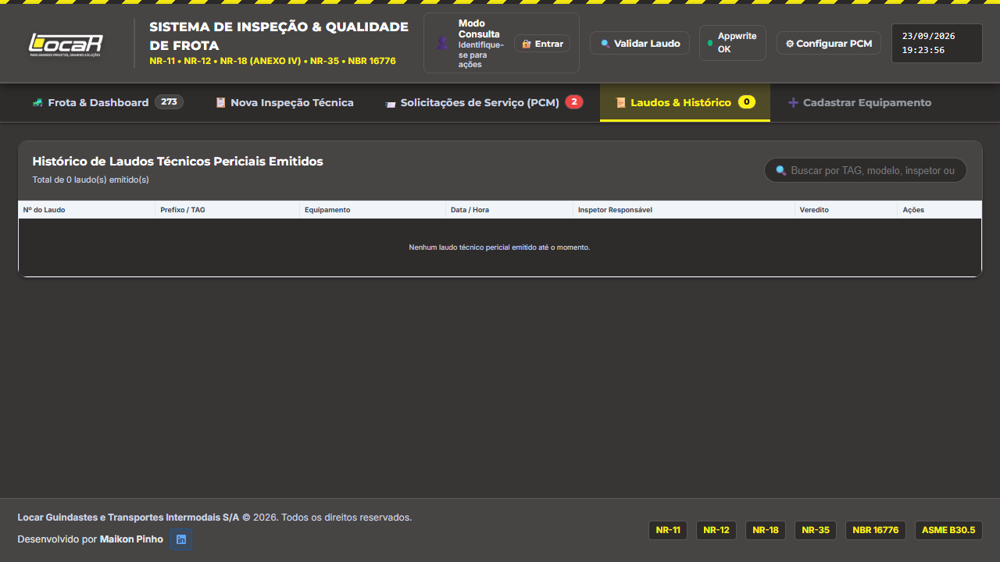 LOCAR
PARA GRANDES PROJETOS, GRANDES SOLUÇÕES
SISTEMA DE INSPEÇÃO & QUALIDADE
DE FROTA
NR-11 • NR-12 • NR-18 (ANEXO IV) • NR-35 • NBR 16776
Modo
Consulta
Identifique-
se para
ações
Entrar
Validar Laudo
Appwrite
OK
Configurar PCM
23/09/2026
19:23:56
Frota & Dashboard 273
Nova Inspeção Técnica
Solicitações de Serviço (PCM) 2
Laudos & Histórico 0
Cadastrar Equipamento
Histórico de Laudos Técnicos Periciais Emitidos
Total de 0 laudo(s) emitido(s)
Buscar por TAG, modelo, inspetor ou
Nº do Laudo Prefixo / TAG Equipamento Data / Hora Inspetor Responsável Veredito Ações
Nenhum laudo técnico pericial emitido até o momento.
Locar Guindastes e Transportes Intermodais S/A © 2026. Todos os direitos reservados.
Desenvolvido por Maikon Pinho
NR-11 NR-12 NR-18 NR-35 NBR 16776 ASME B30.5